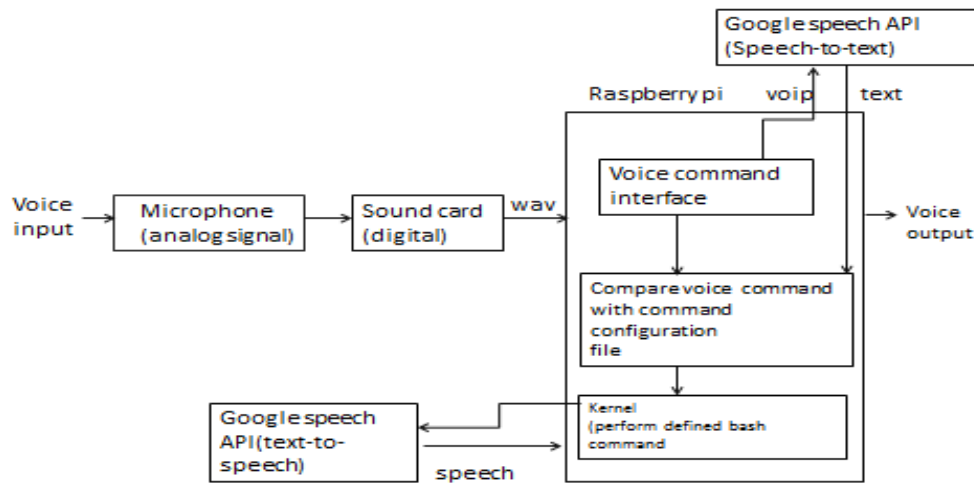 Google speech API
(Speech-to-text)
Raspberry pi
voip
text
Voice
input
Microphone
(analog signal)
Sound card
(digital)
wav
Voice command
interface
Voice
output
Compare voice command
with command
configuration
file
Kernel
(perform defined bash
command
Google speech
API(text-to-
speech)
speech